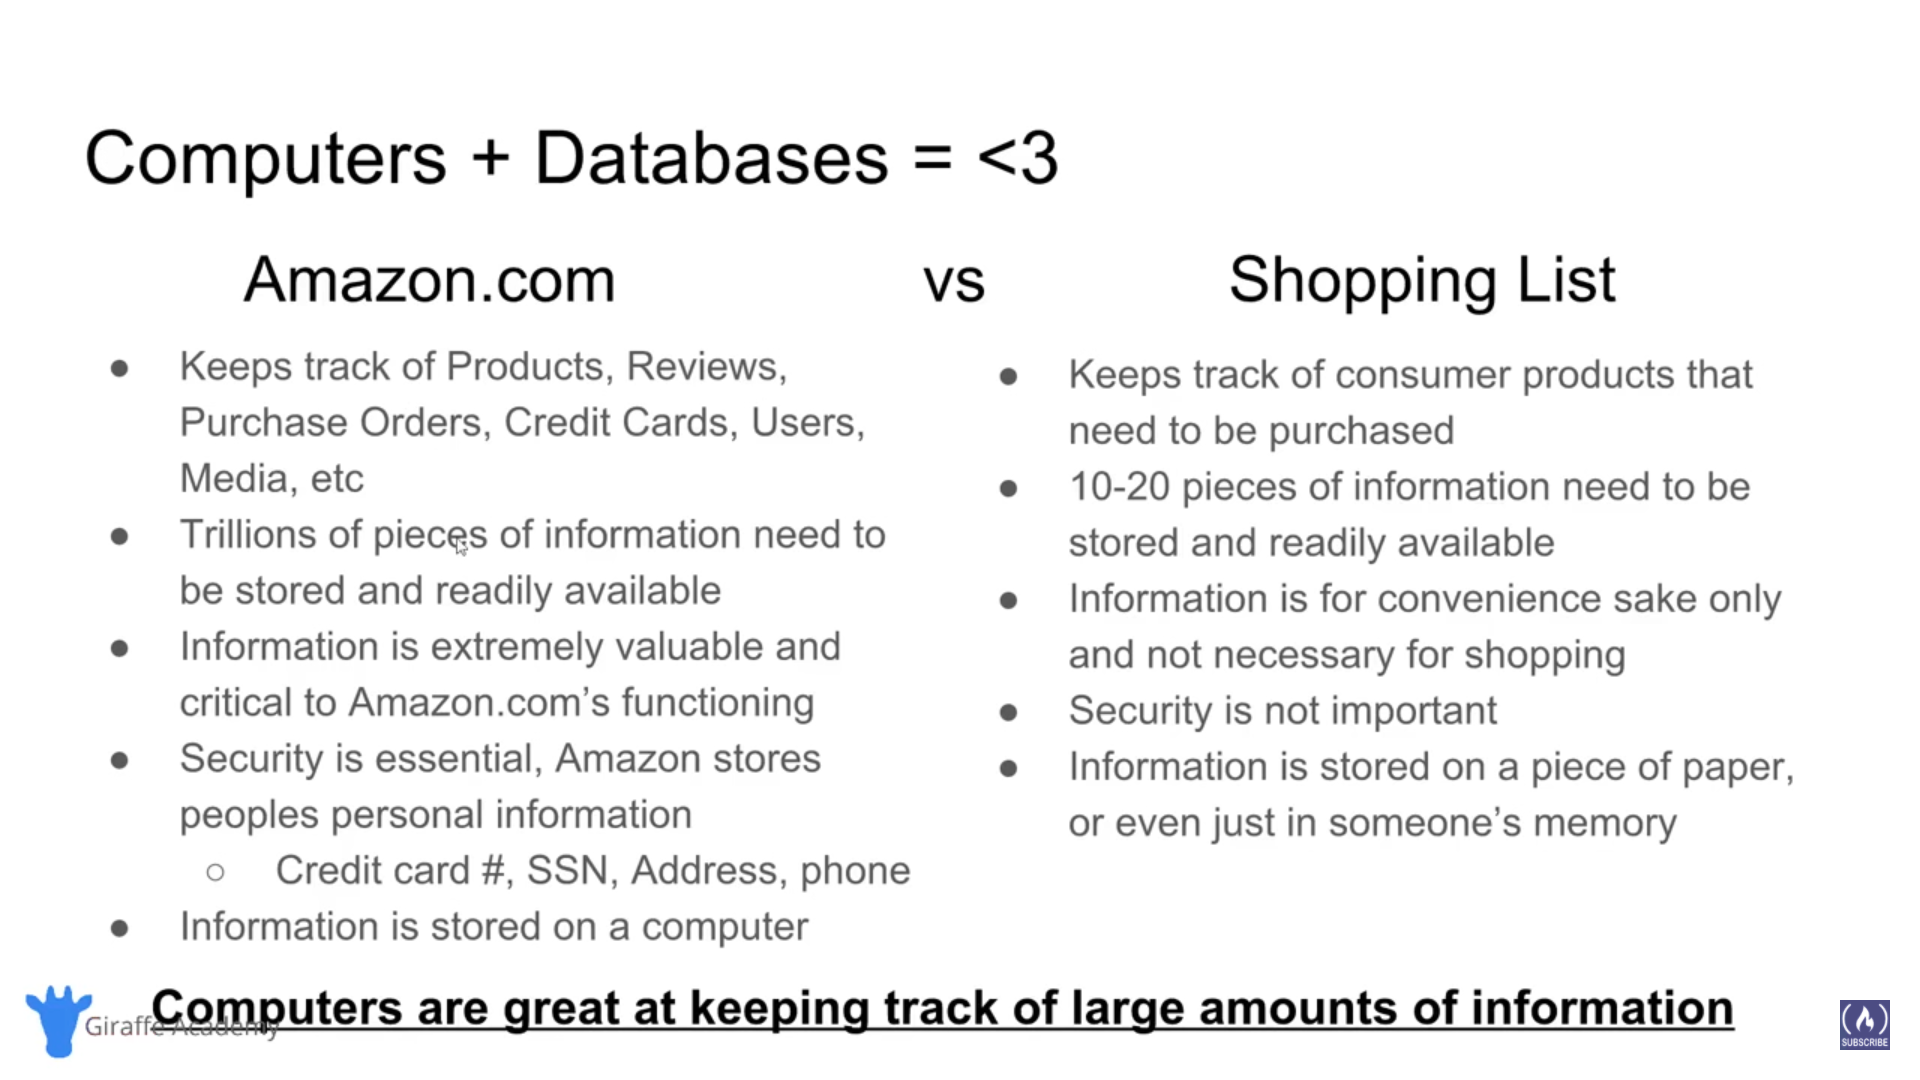 Computers + Databases = <3
Amazon.com vs Shopping List
● Keeps track of Products, Reviews,
Purchase Orders, Credit Cards, Users,
Media, etc
● Trillions of pieces of information need to
be stored and readily available
● Information is extremely valuable and
critical to Amazon.com’s functioning
● Security is essential, Amazon stores
peoples personal information
○ Credit card #, SSN, Address, phone
● Information is stored on a computer
● Keeps track of consumer products that
need to be purchased
● 10-20 pieces of information need to be
stored and readily available
● Information is for convenience sake only
and not necessary for shopping
● Security is not important
● Information is stored on a piece of paper,
or even just in someone’s memory
Computers are great at keeping track of large amounts of information
Giraffe Academy
SUBSCRIBE